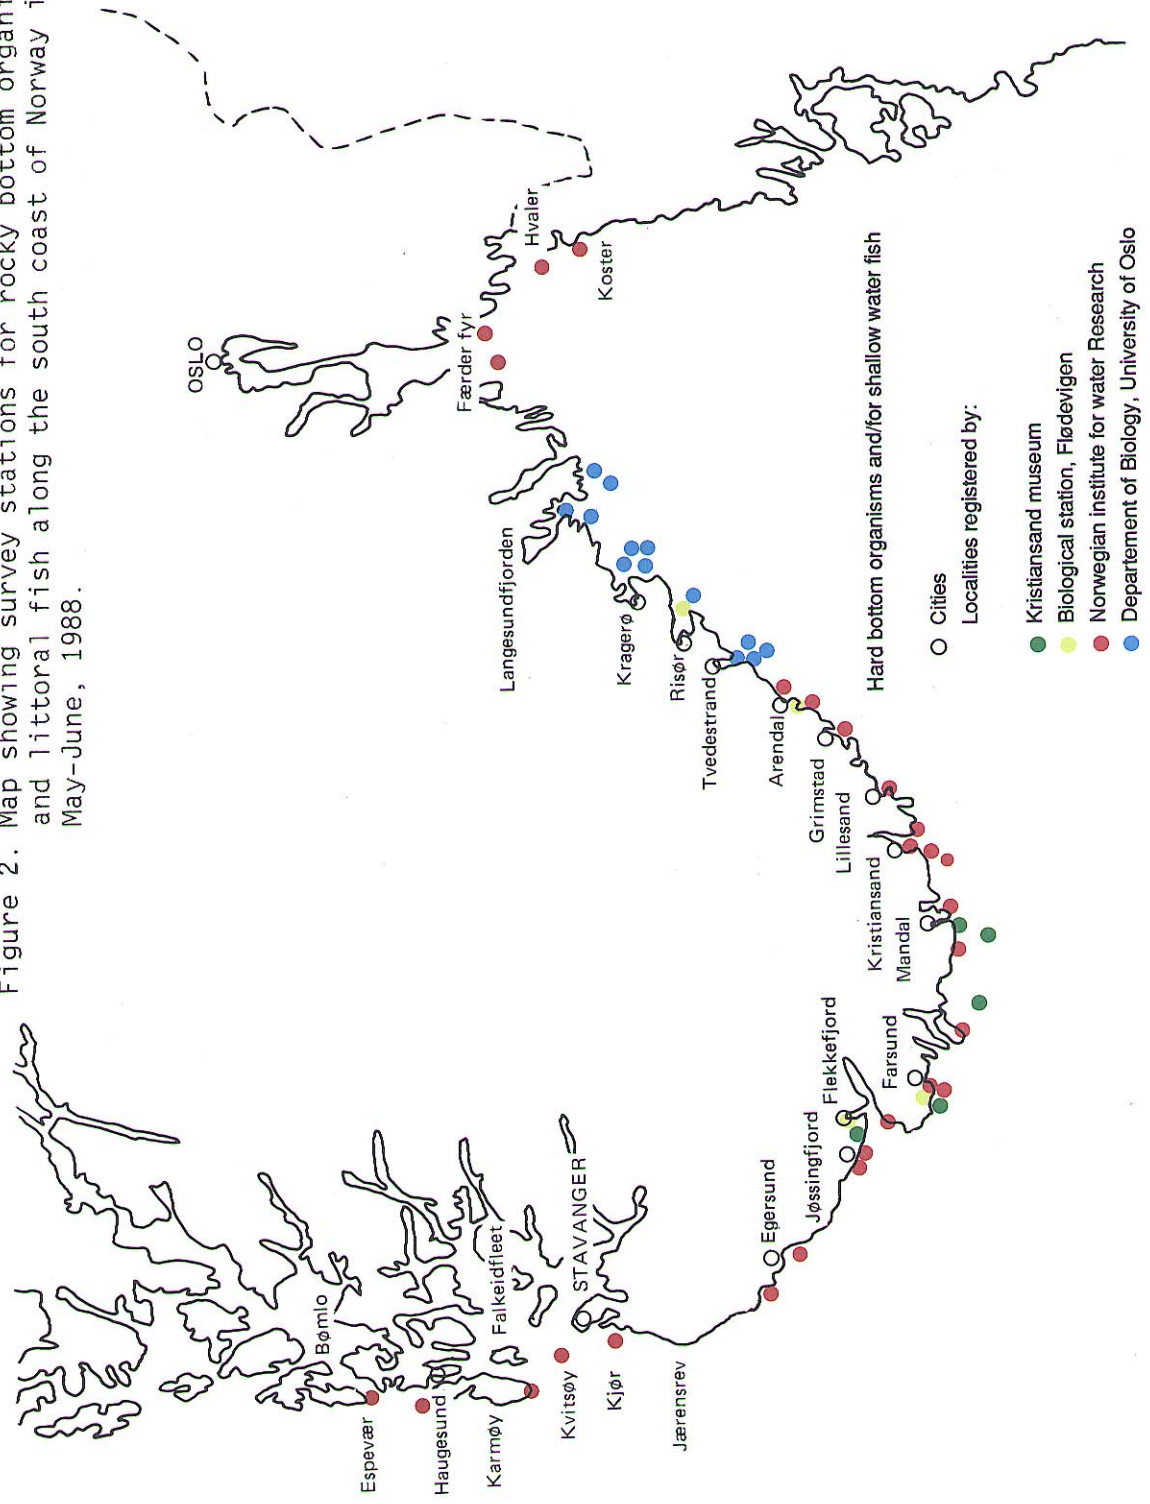 Figure 2. Map showing survey stations for rocky bottom organi
and littoral fish along the south coast of Norway i
May-June, 1988.
OSLO
Hvaler
Koster
Færder fyr
Langesundfjorden
Kragerø
Risør
Tvedestrand
Arendal
Grimstad
Lillesand
Kristiansand
Mandal
Farsund
Flekkefjord
Jøssingfjord
Egersund
STAVANGER
Falkeidfleet
Bømlo
Espevær
Haugesund
Karmøy
Kvitsøy
Kjør
Jærensrev
Hard bottom organisms and/for shallow water fish
Cities
Localities registered by:
Kristiansand museum
Biological station, Flødevigen
Norwegian institute for water Research
Departement of Biology, University of Oslo